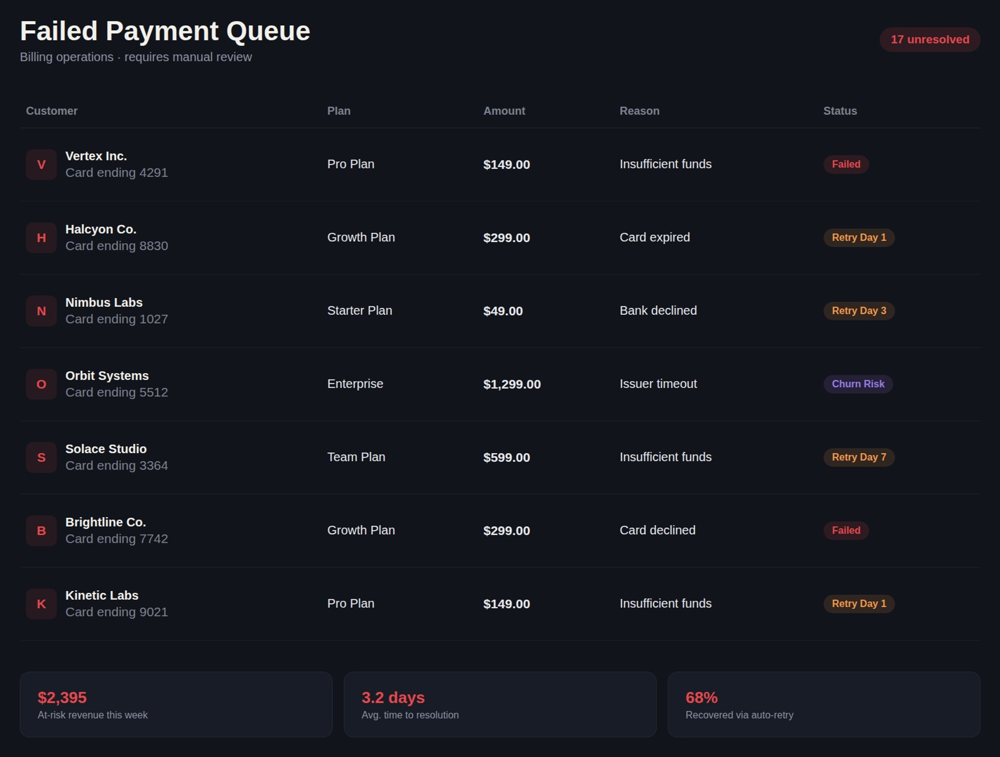 Failed Payment Queue
17 unresolved
Billing operations · requires manual review
Customer Plan Amount Reason Status
V
Vertex Inc.
Card ending 4291
Pro Plan $149.00 Insufficient funds Failed
H
Halcyon Co.
Card ending 8830
Growth Plan $299.00 Card expired Retry Day 1
N
Nimbus Labs
Card ending 1027
Starter Plan $49.00 Bank declined Retry Day 3
O
Orbit Systems
Card ending 5512
Enterprise $1,299.00 Issuer timeout Churn Risk
S
Solace Studio
Card ending 3364
Team Plan $599.00 Insufficient funds Retry Day 7
B
Brightline Co.
Card ending 7742
Growth Plan $299.00 Card declined Failed
K
Kinetic Labs
Card ending 9021
Pro Plan $149.00 Insufficient funds Retry Day 1
$2,395
At-risk revenue this week
3.2 days
Avg. time to resolution
68%
Recovered via auto-retry